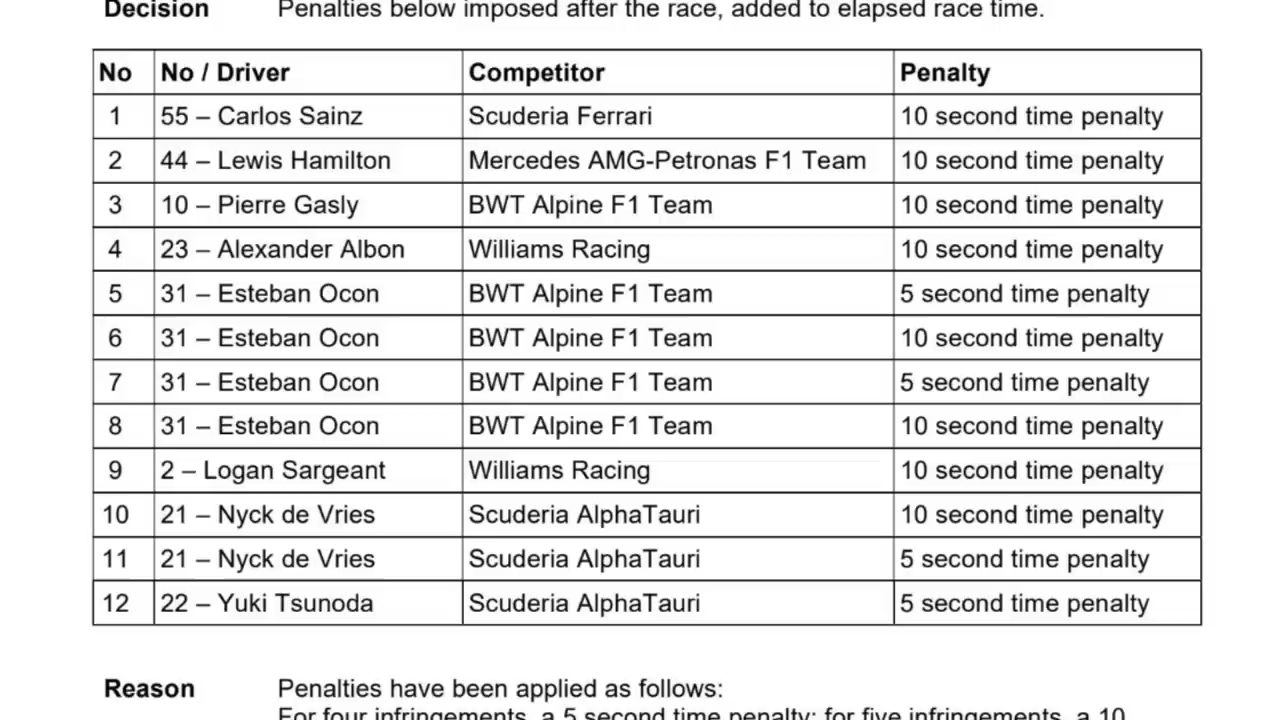 Decision Penalties below imposed after the race, added to elapsed race time.
No No / Driver Competitor Penalty
1 55 – Carlos Sainz Scuderia Ferrari 10 second time penalty
2 44 – Lewis Hamilton Mercedes AMG-Petronas F1 Team 10 second time penalty
3 10 – Pierre Gasly BWT Alpine F1 Team 10 second time penalty
4 23 – Alexander Albon Williams Racing 10 second time penalty
5 31 – Esteban Ocon BWT Alpine F1 Team 5 second time penalty
6 31 – Esteban Ocon BWT Alpine F1 Team 10 second time penalty
7 31 – Esteban Ocon BWT Alpine F1 Team 5 second time penalty
8 31 – Esteban Ocon BWT Alpine F1 Team 10 second time penalty
9 2 – Logan Sargeant Williams Racing 10 second time penalty
10 21 – Nyck de Vries Scuderia AlphaTauri 10 second time penalty
11 21 – Nyck de Vries Scuderia AlphaTauri 5 second time penalty
12 22 – Yuki Tsunoda Scuderia AlphaTauri 5 second time penalty
Reason Penalties have been applied as follows:
For four infringements, a 5 second time penalty; for five infringements, a 10